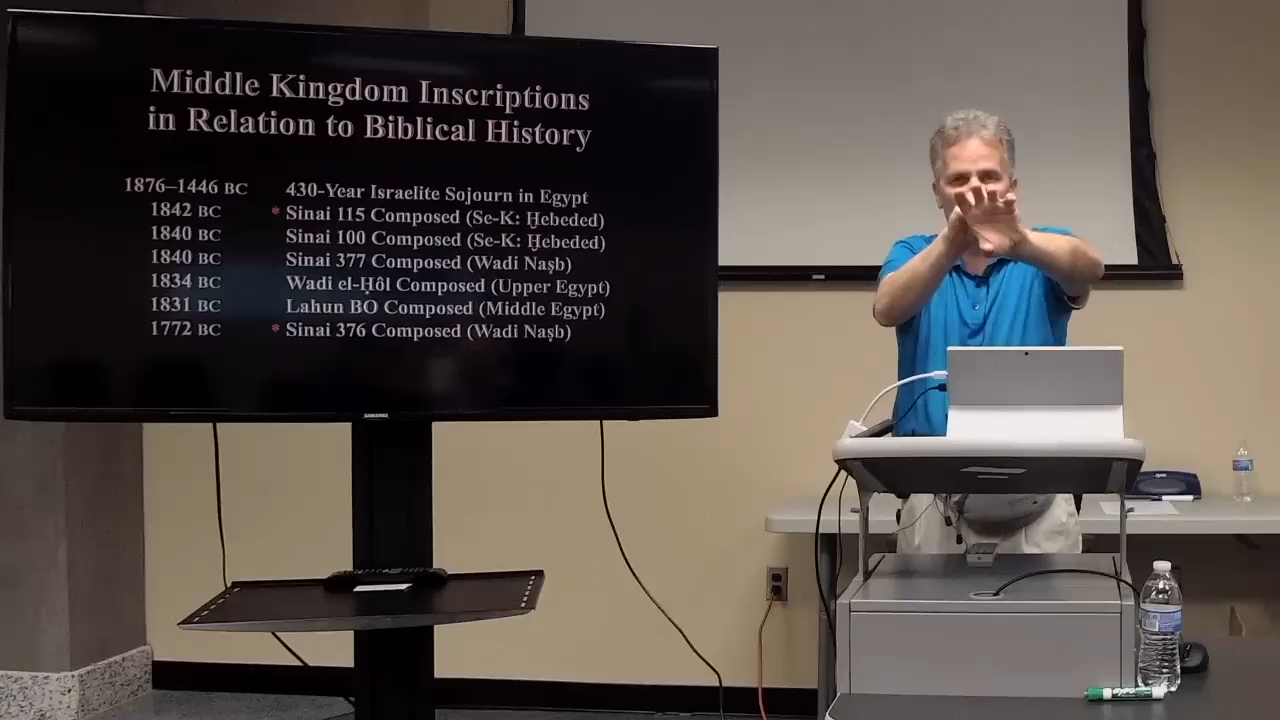 Middle Kingdom Inscriptions
in Relation to Biblical History
1876–1446 BC 430-Year Israelite Sojourn in Egypt
1842 BC * Sinai 115 Composed (Se-K: Ḫebeded)
1840 BC Sinai 100 Composed (Se-K: Ḫebeded)
1840 BC Sinai 377 Composed (Wadi Naṣb)
1834 BC Wadi el-Ḥôl Composed (Upper Egypt)
1831 BC Lahun BO Composed (Middle Egypt)
1772 BC * Sinai 376 Composed (Wadi Naṣb)
SAMSUNG